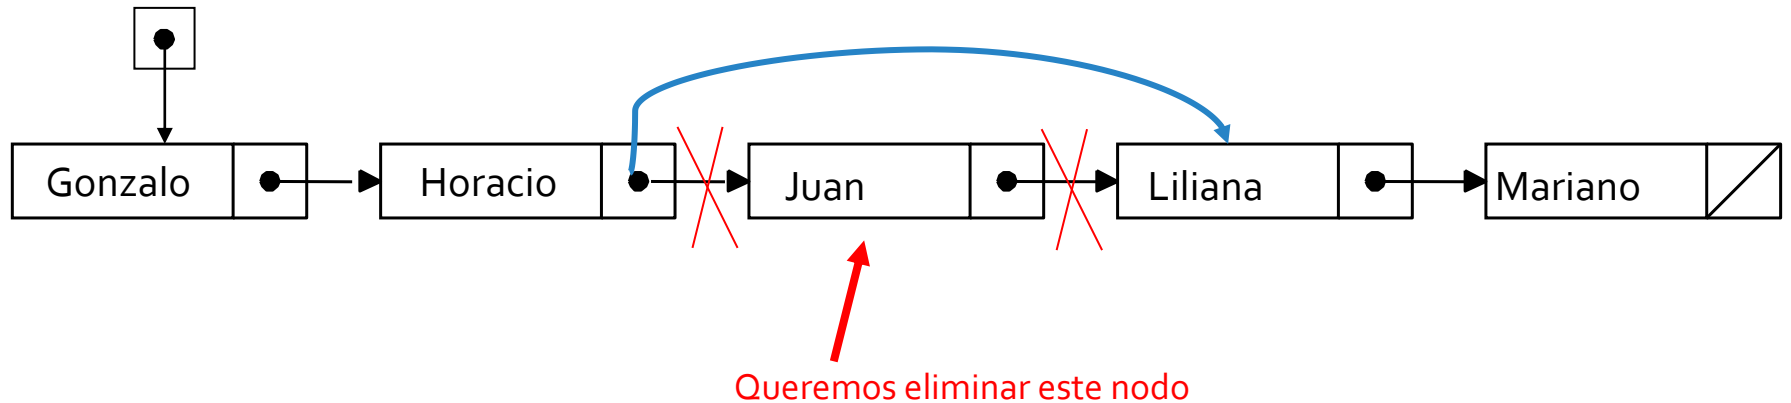 Gonzalo
Horacio
Juan
Liliana
Mariano
Queremos eliminar este nodo